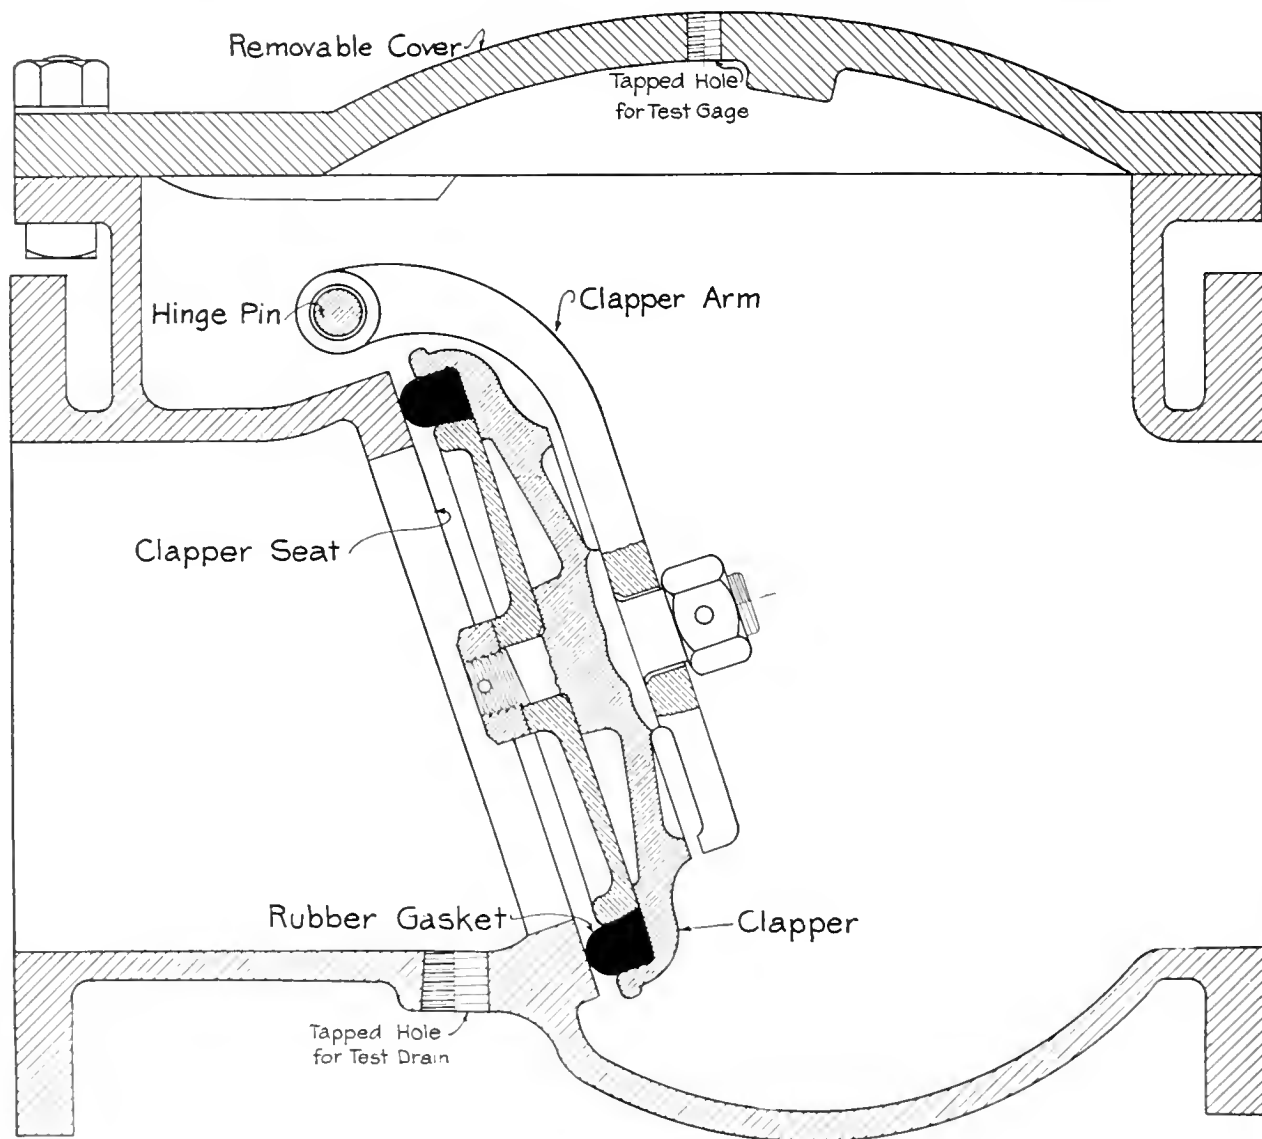 Removable Cover
Tapped Hole
for Test Gage
Hinge Pin
Clapper Arm
Clapper Seat
Rubber Gasket
Clapper
Tapped Hole
for Test Drain